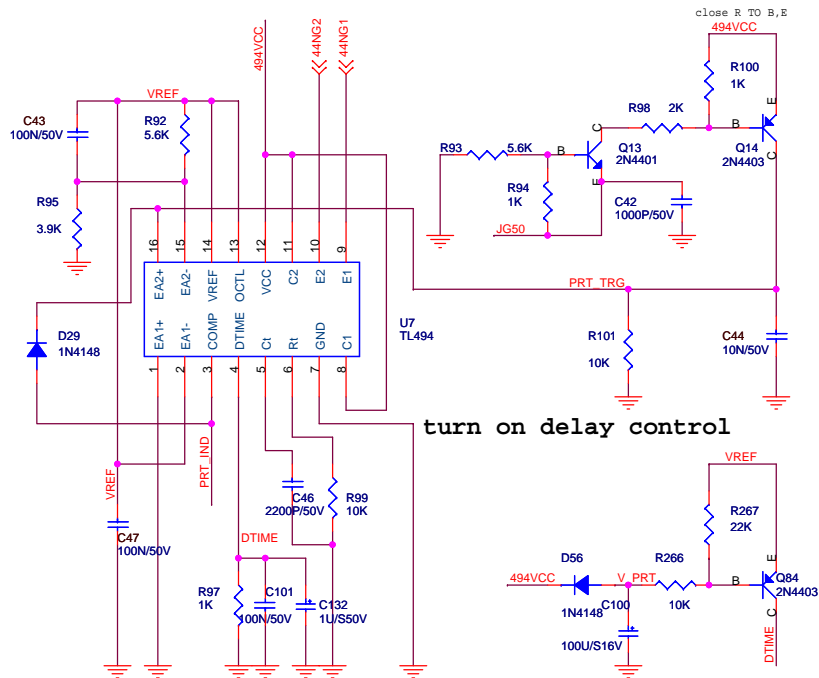 close R TO B,E
494VCC
44NG2
44NG1
494VCC
R100
1K
VREF
C43
100N/50V
R92
5.6K
R98
2K
E
B
Q14
2N4403
C
C
B
Q13
2N4401
E
R93
5.6K
R94
1K
C42
1000P/50V
JG50
R95
3.9K
16
15
14
13
12
11
10
9
EA2+
EA2-
VREF
OCTL
VCC
C2
E2
E1
EA1+
EA1-
COMP
DTIME
Ct
Rt
GND
C1
1
2
3
4
5
6
7
8
U7
TL494
PRT_TRG
D29
1N4148
R101
10K
C44
10N/50V
turn on delay control
VREF
PRT_IND
C47
100N/50V
C46
2200P/50V
R99
10K
DTIME
R97
1K
C101
100N/50V
C132
1U/S50V
VREF
R267
22K
494VCC
D56
1N4148
V_PRT
C100
100U/S16V
R266
10K
E
B
Q84
2N4403
C
DTIME